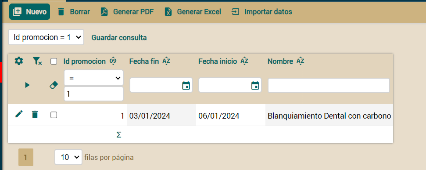 Nuevo Borrar Generar PDF Generar Excel Importar datos
Id promocion = 1 Guardar consulta
Id promocion Fecha fin Fecha inicio Nombre
=
1
1 03/01/2024 06/01/2024 Blanquiamiento Dental con carbono
Σ
1 10 filas por página